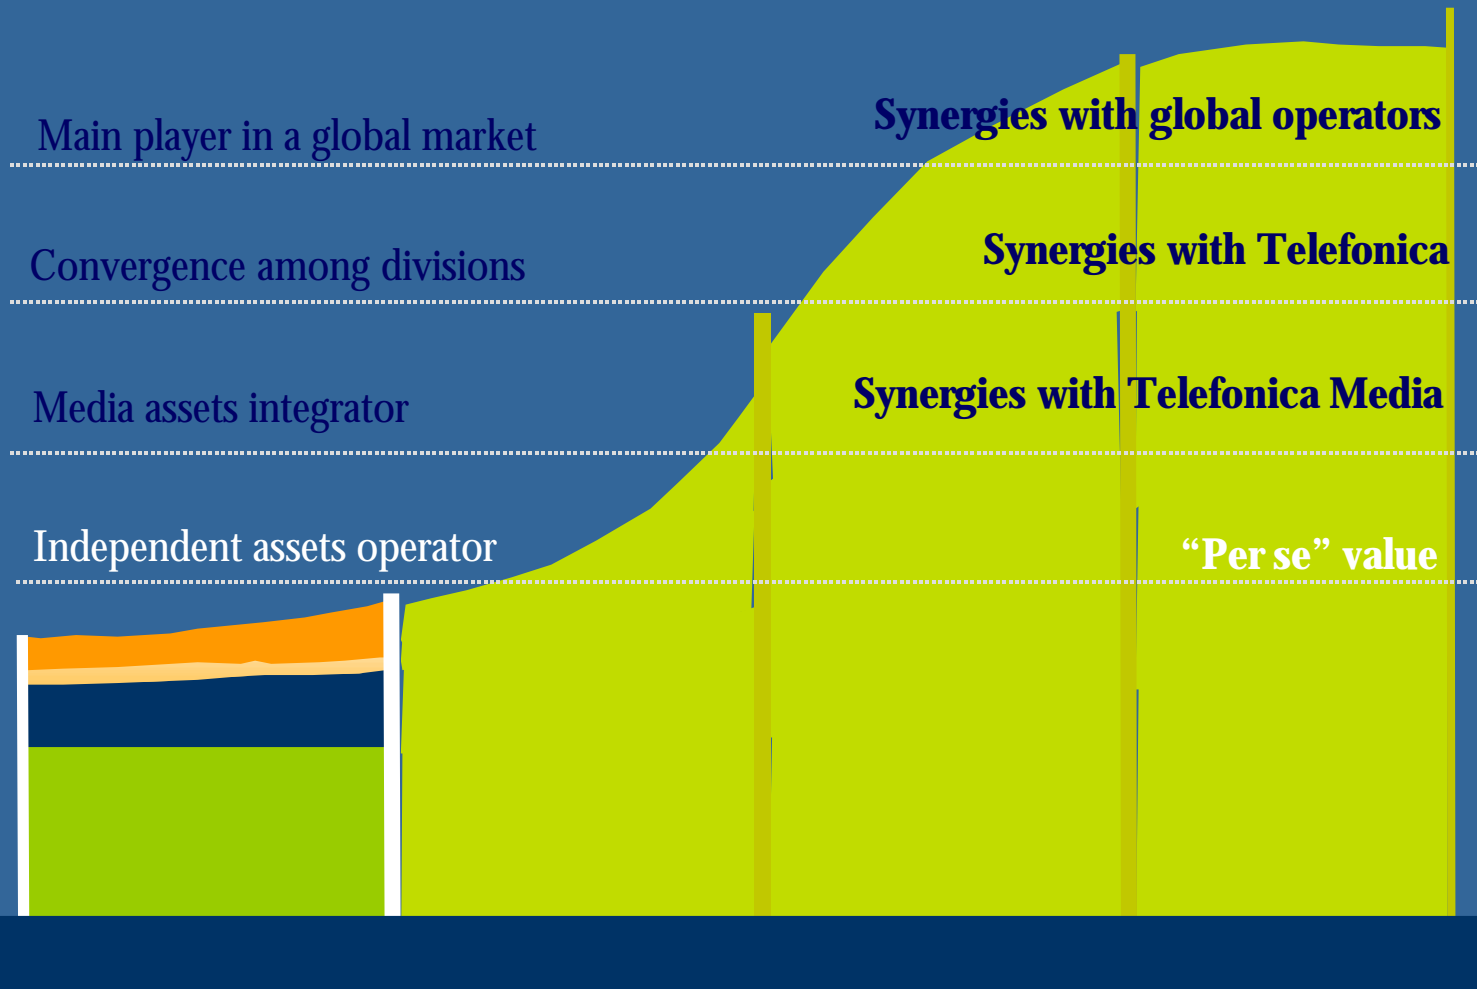 Main player in a global market
Synergies with global operators
Convergence among divisions
Synergies with Telefonica
Media assets integrator
Synergies with Telefonica Media
Independent assets operator
“Per se” value